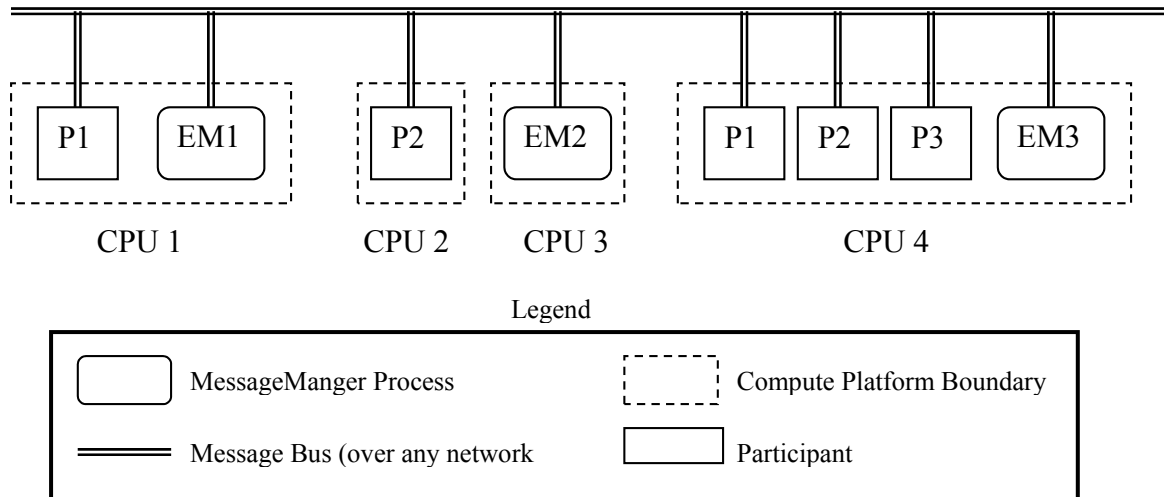 P1 EM1 P2 EM2 P1 P2 P3 EM3
CPU 1 CPU 2 CPU 3 CPU 4
Legend
MessageManger Process Compute Platform Boundary
Message Bus (over any network Participant